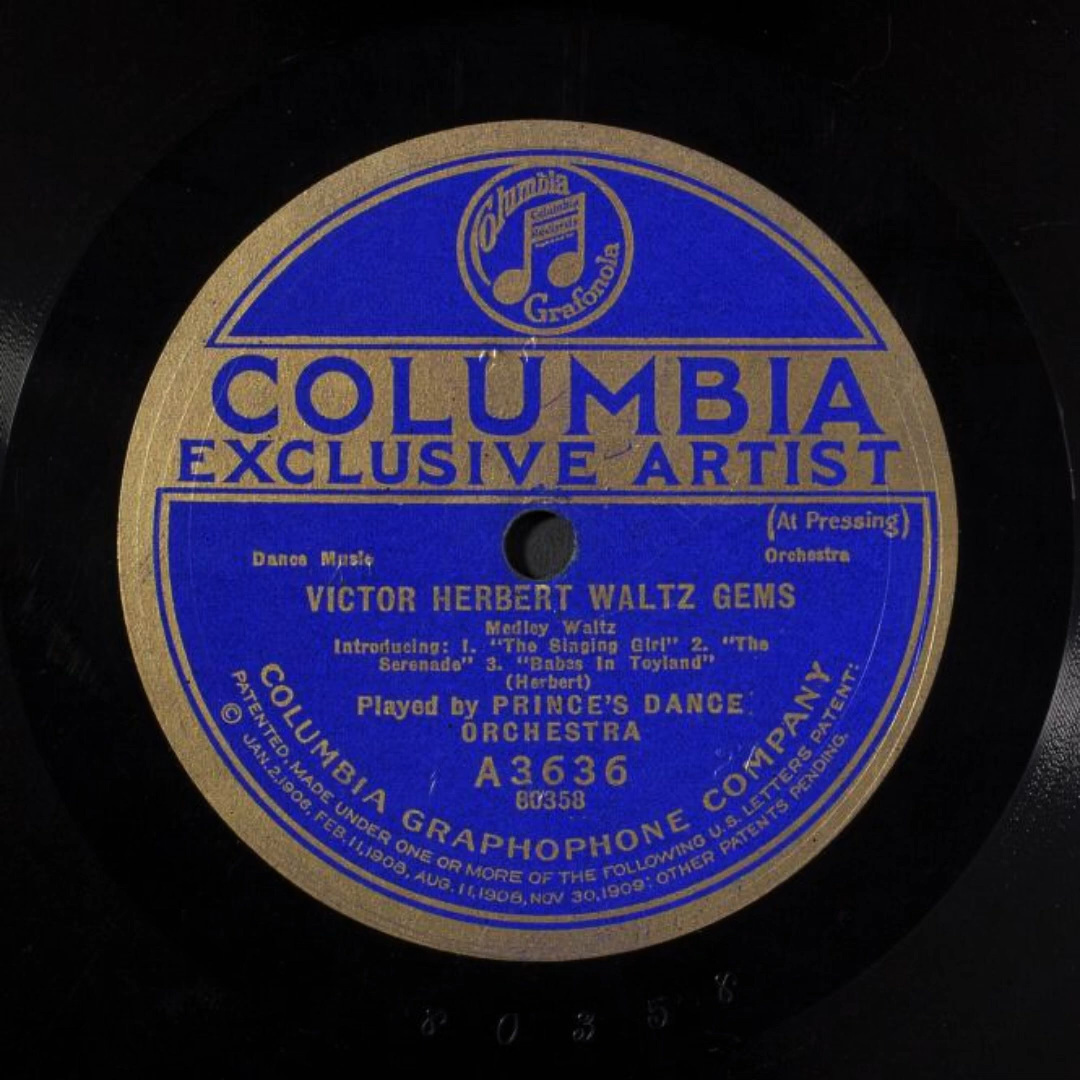 Columbia
Columbia
Records
Grafonola
COLUMBIA
EXCLUSIVE ARTIST
(At Pressing)
Dance Music
Orchestra
VICTOR HERBERT WALTZ GEMS
Medley Waltz
Introducing: 1. "The Singing Girl" 2. "The
Serenade" 3. "Babes In Toyland"
(Herbert)
Played by PRINCE'S DANCE
ORCHESTRA
A3636
80358
COLUMBIA GRAPHOPHONE COMPANY
© PATENTED, MADE UNDER ONE OR MORE OF THE FOLLOWING U.S. LETTERS PATENT:
JAN.2,1906, FEB.11,1908, AUG.11,1908, NOV 30,1909: OTHER PATENTS PENDING.
80358